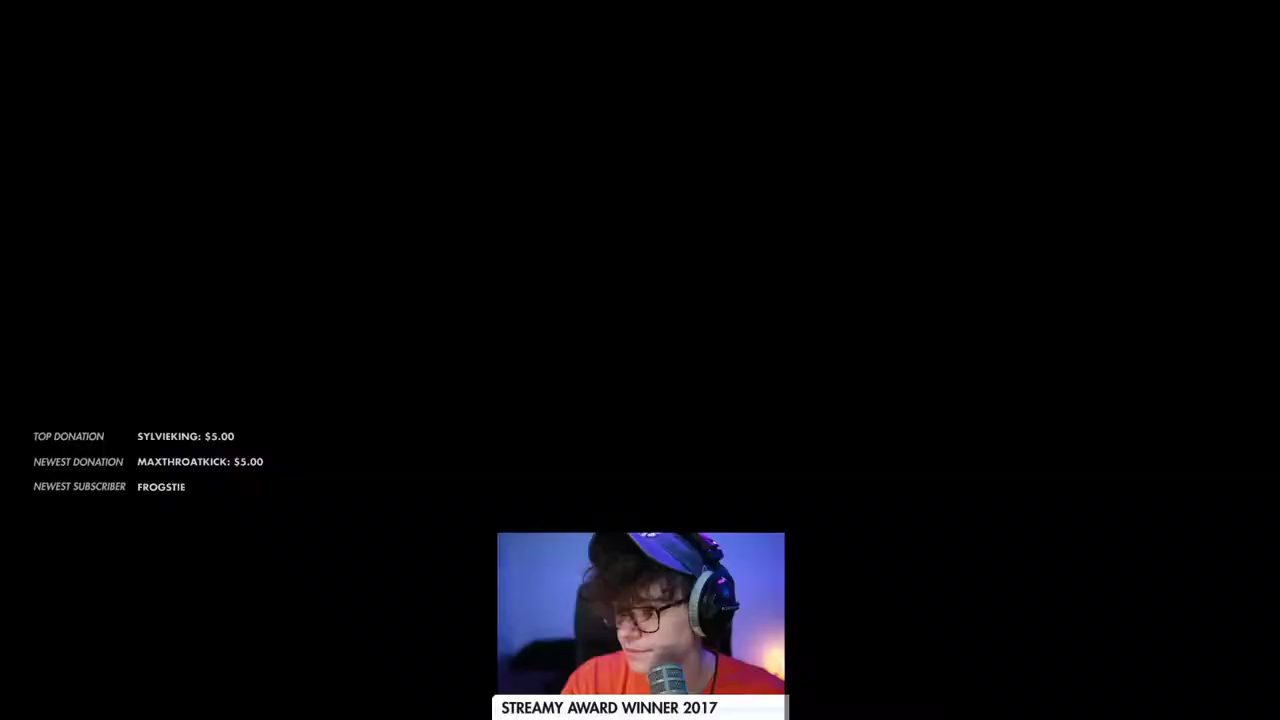 TOP DONATION SYLVIEKING: $5.00
NEWEST DONATION MAXTHROATKICK: $5.00
NEWEST SUBSCRIBER FROGSTIE
STREAMY AWARD WINNER 2017